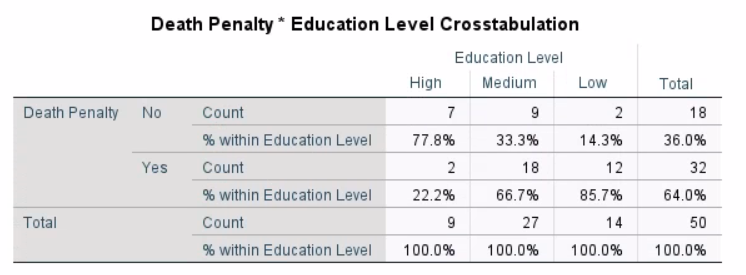 Death Penalty * Education Level Crosstabulation
Education Level
High Medium Low Total
Death Penalty No Count 7 9 2 18
% within Education Level 77.8% 33.3% 14.3% 36.0%
Yes Count 2 18 12 32
% within Education Level 22.2% 66.7% 85.7% 64.0%
Total Count 9 27 14 50
% within Education Level 100.0% 100.0% 100.0% 100.0%